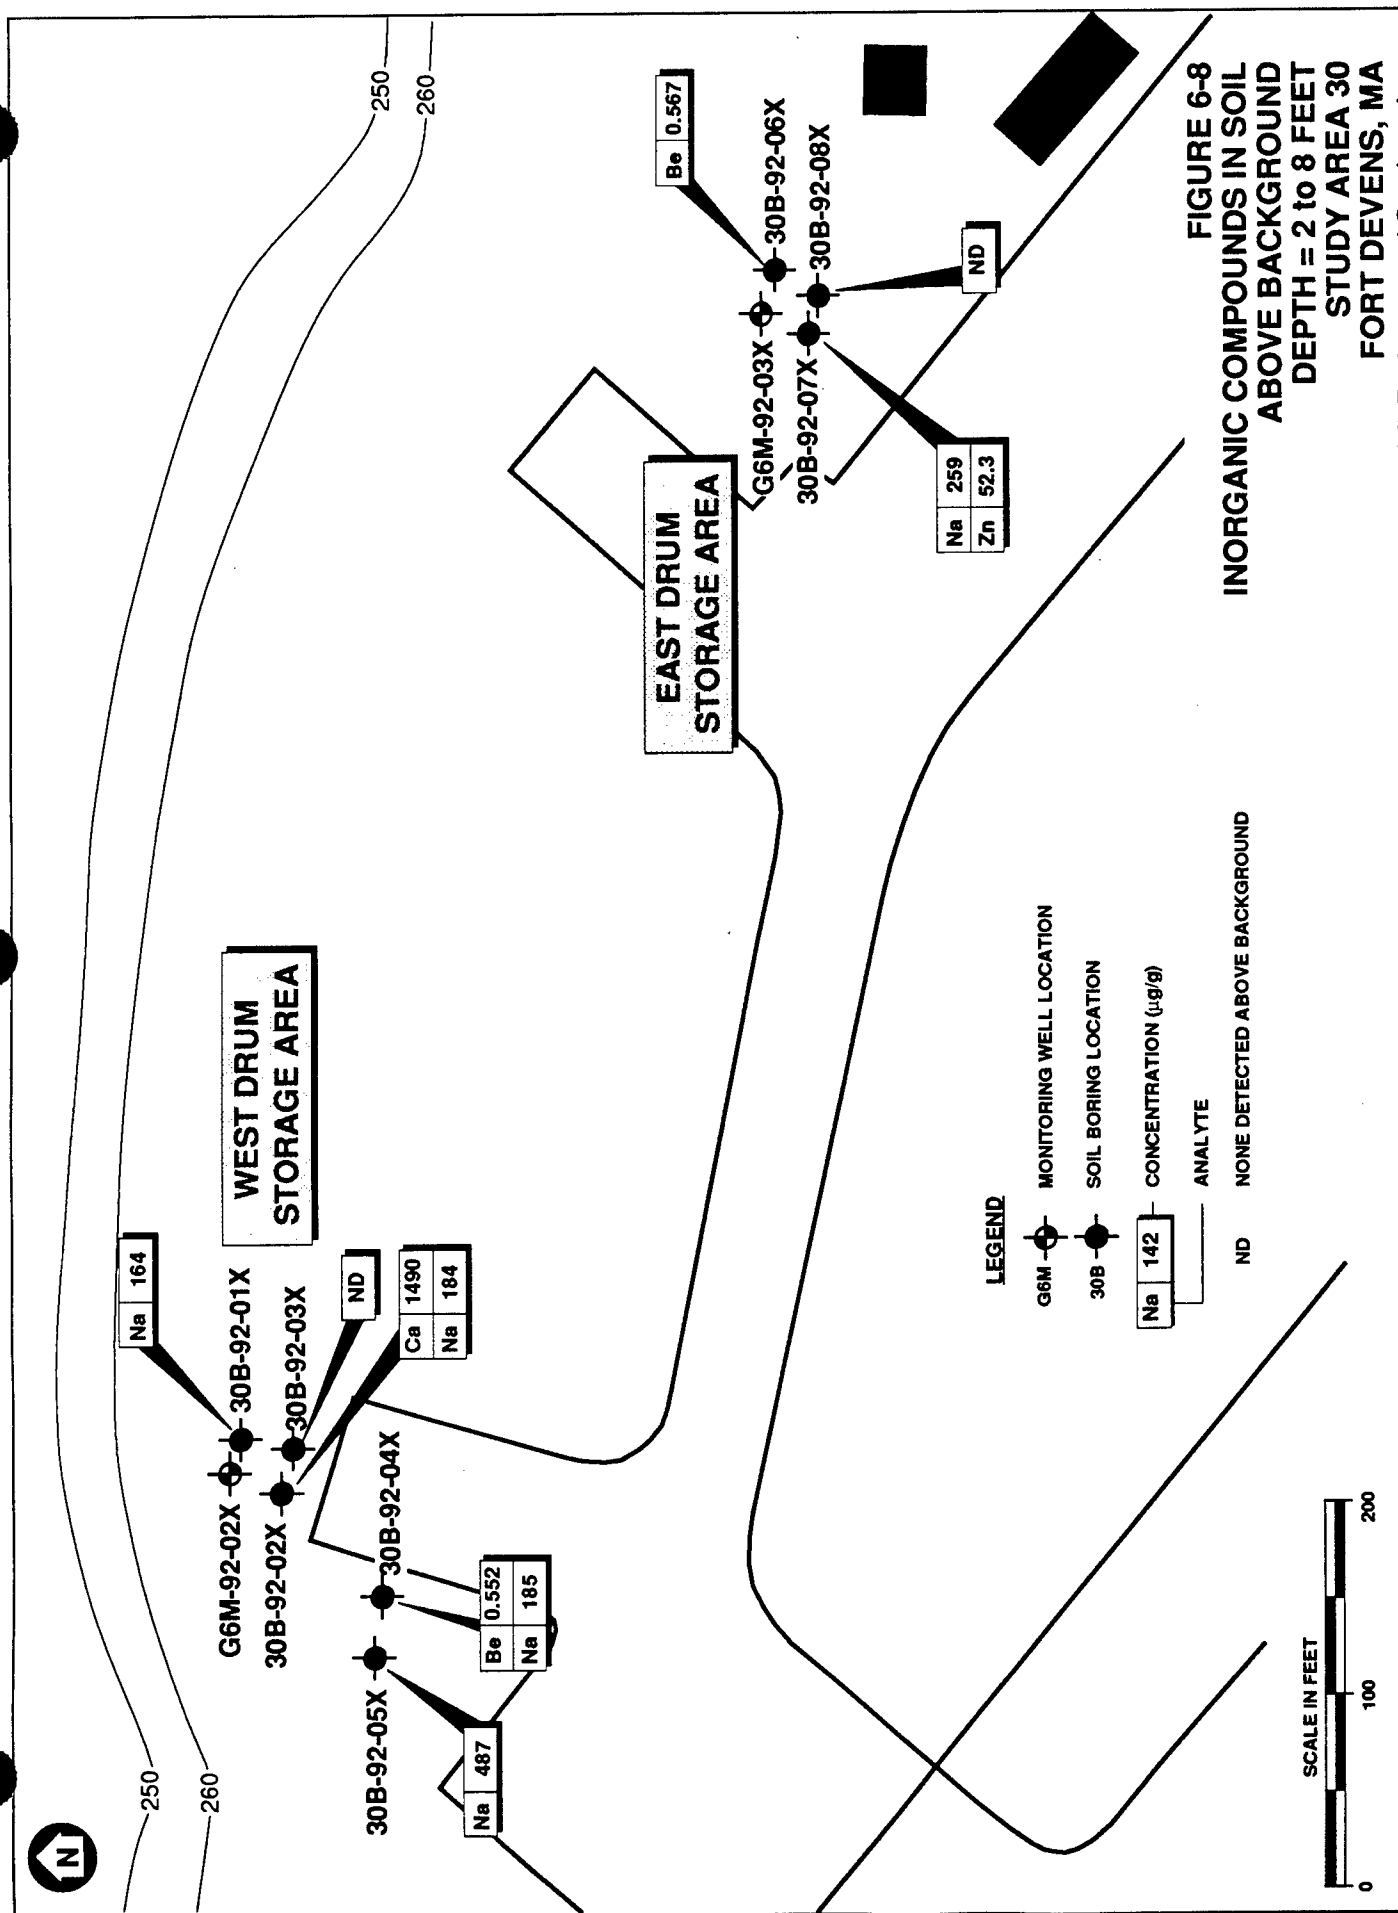 N
250
260
250
260
WEST DRUM
STORAGE AREA
Na 164
G6M-92-02X
30B-92-01X
30B-92-02X
30B-92-03X
ND
Ca 1490
Na 184
30B-92-04X
30B-92-05X
Be 0.552
Na 185
Na 487
EAST DRUM
STORAGE AREA
Be 0.567
30B-92-06X
G6M-92-03X
30B-92-08X
30B-92-07X
ND
Na 259
Zn 52.3
LEGEND
G6M MONITORING WELL LOCATION
30B SOIL BORING LOCATION
Na 142 CONCENTRATION (µg/g)
ANALYTE
ND NONE DETECTED ABOVE BACKGROUND
SCALE IN FEET
0 100 200
FIGURE 6-8
INORGANIC COMPOUNDS IN SOIL
ABOVE BACKGROUND
DEPTH = 2 to 8 FEET
STUDY AREA 30
FORT DEVENS, MA